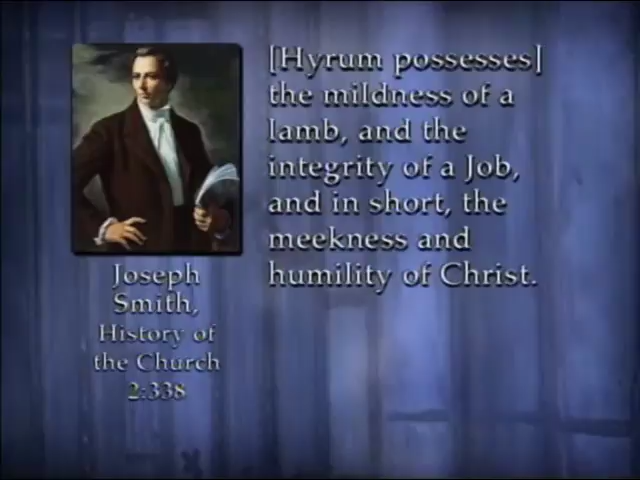 [Hyrum possesses]
the mildness of a
lamb, and the
integrity of a Job,
and in short, the
meekness and
humility of Christ.
Joseph
Smith,
History of
the Church
2:338